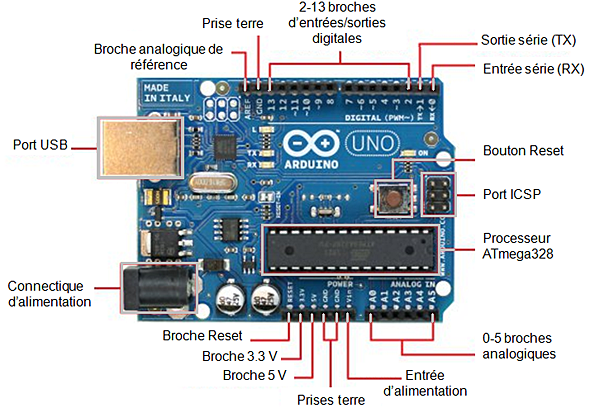 2-13 broches
d'entrées/sorties
digitales
Prise terre
Broche analogique de
référence
Sortie série (TX)
Entrée série (RX)
MADE
IN ITALY
AREF
GND
13
12
11
10
9
8
7
6
5
4
3
2
DIGITAL (PWM~)
L
TX
RX
ARDUINO
UNO
ON
Port USB
Bouton Reset
Port ICSP
Processeur
ATmega328
Connectique
d'alimentation
POWER
ANALOG IN
RESET
3.3V
5V
GND
GND
Vin
A0
A1
A2
A3
A4
A5
Broche Reset
Broche 3.3 V
Broche 5 V
Prises terre
Entrée
d'alimentation
0-5 broches
analogiques